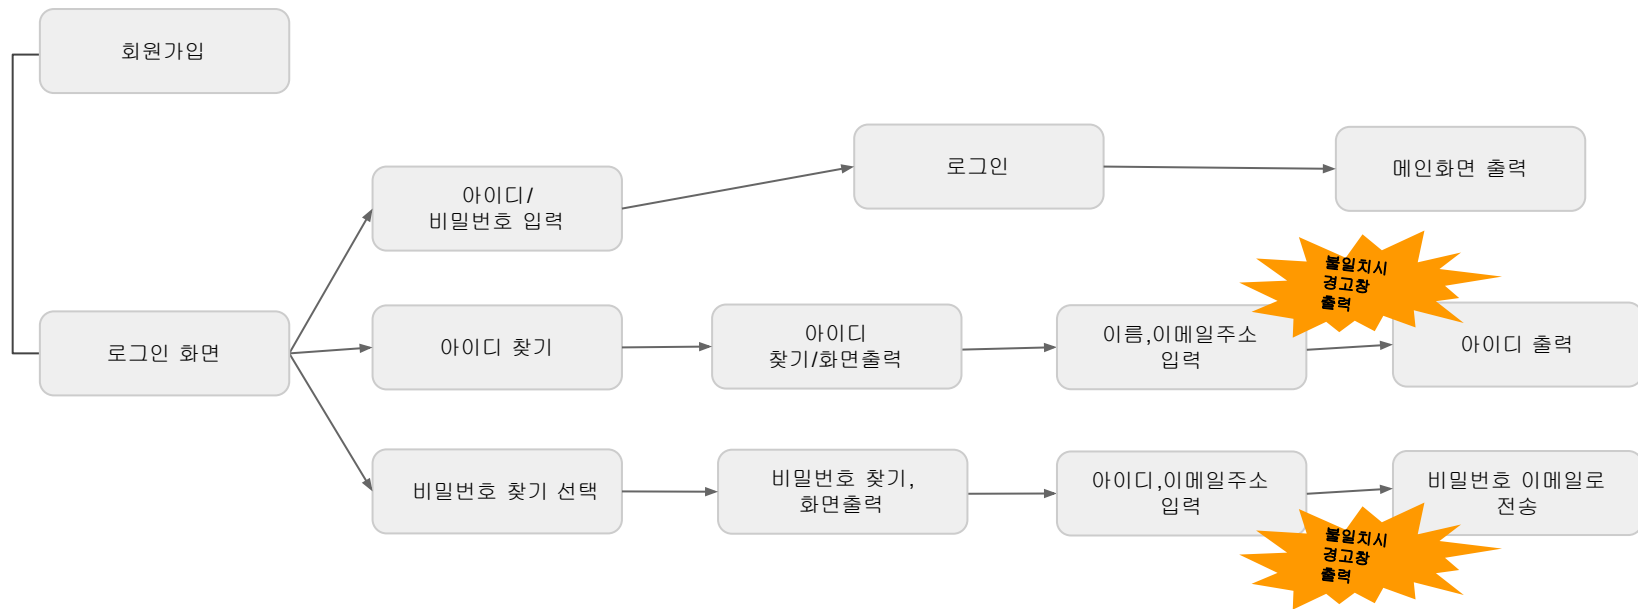 회원가입
로그인
메인화면 출력
아이디/
비밀번호 입력
불일치시
경고창
출력
로그인 화면
아이디 찾기
아이디
찾기/화면출력
이름,이메일주소
입력
아이디 출력
비밀번호 찾기 선택
비밀번호 찾기,
화면출력
아이디,이메일주소
입력
비밀번호 이메일로
전송
불일치시
경고창
출력